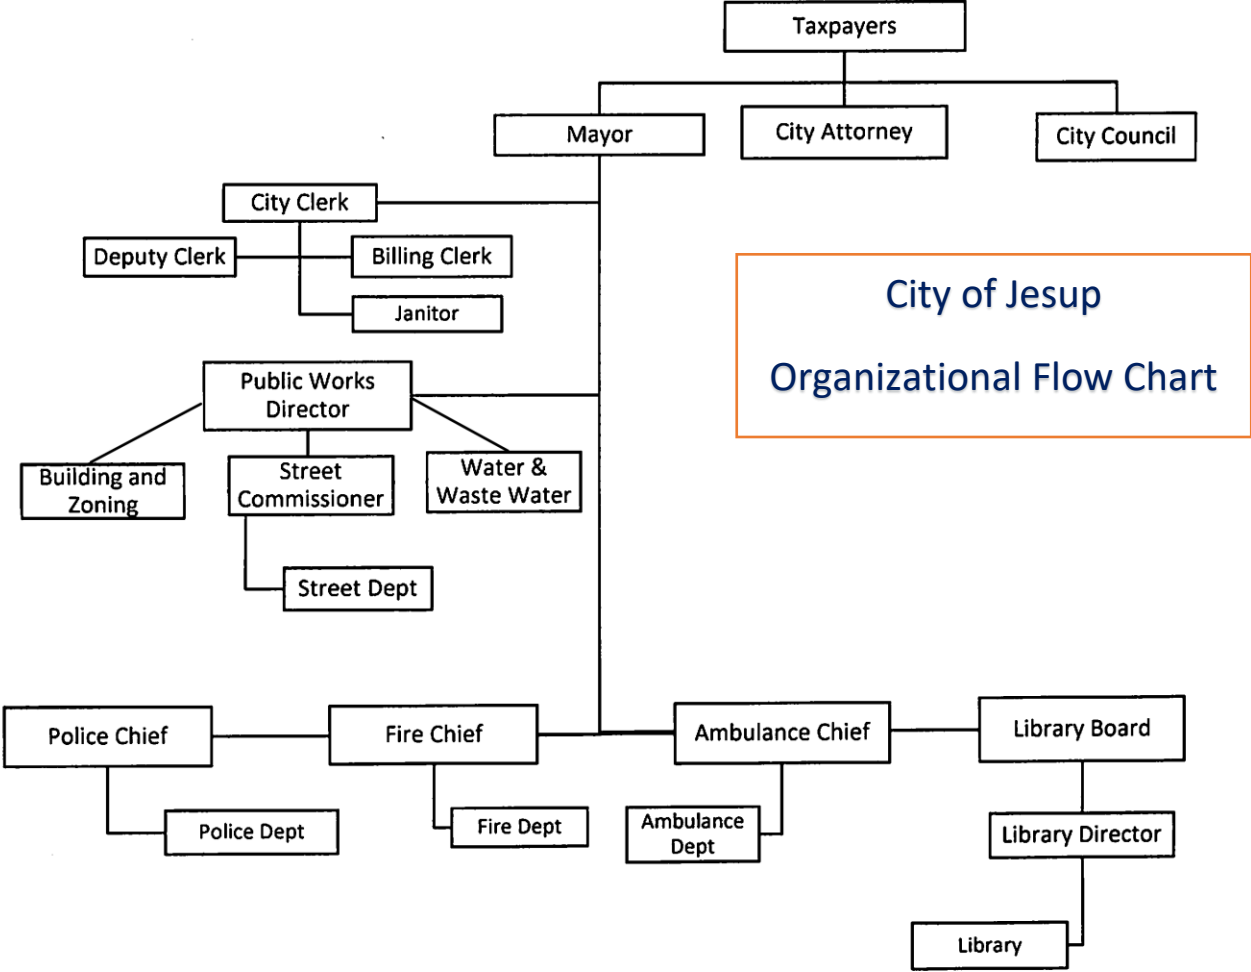 Taxpayers
Mayor
City Attorney
City Council
City Clerk
Deputy Clerk
Billing Clerk
Janitor
City of Jesup
Organizational Flow Chart
Public Works
Director
Building and
Zoning
Street
Commissioner
Water &
Waste Water
Street Dept
Police Chief
Fire Chief
Ambulance Chief
Library Board
Police Dept
Fire Dept
Ambulance
Dept
Library Director
Library